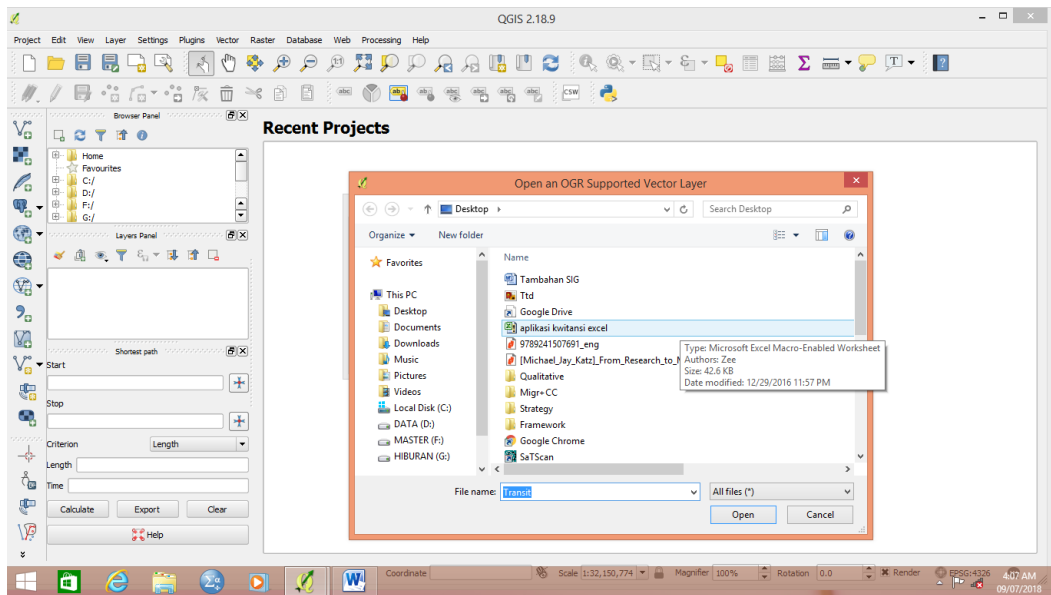 QGIS 2.18.9
Project Edit View Layer Settings Plugins Vector Raster Database Web Processing Help
Browser Panel
Home
Favourites
C:/
D:/
F:/
G:/
Layers Panel
Shortest path
Start
Stop
Criterion Length
Length
Time
Calculate Export Clear
Help
Recent Projects
Open an OGR Supported Vector Layer
Desktop
Search Desktop
Organize New folder
Favorites
This PC
Desktop
Documents
Downloads
Music
Pictures
Videos
Local Disk (C:)
DATA (D:)
MASTER (F:)
HIBURAN (G:)
Name
Tambahan SIG
Ttd
Google Drive
aplikasi kwitansi excel
9789241507691_eng
[Michael_Jay_Katz]_From_Research_to_
Qualitative
Migr+CC
Strategy
Framework
Google Chrome
SaTScan
Type: Microsoft Excel Macro-Enabled Worksheet
Authors: Zee
Size: 42.6 KB
Date modified: 12/29/2016 11:57 PM
File name: Transit
All files (*)
Open Cancel
Coordinate Scale 1:32,150,774 Magnifier 100% Rotation 0.0 Render EPSG:4326
4:07 AM
09/07/2018